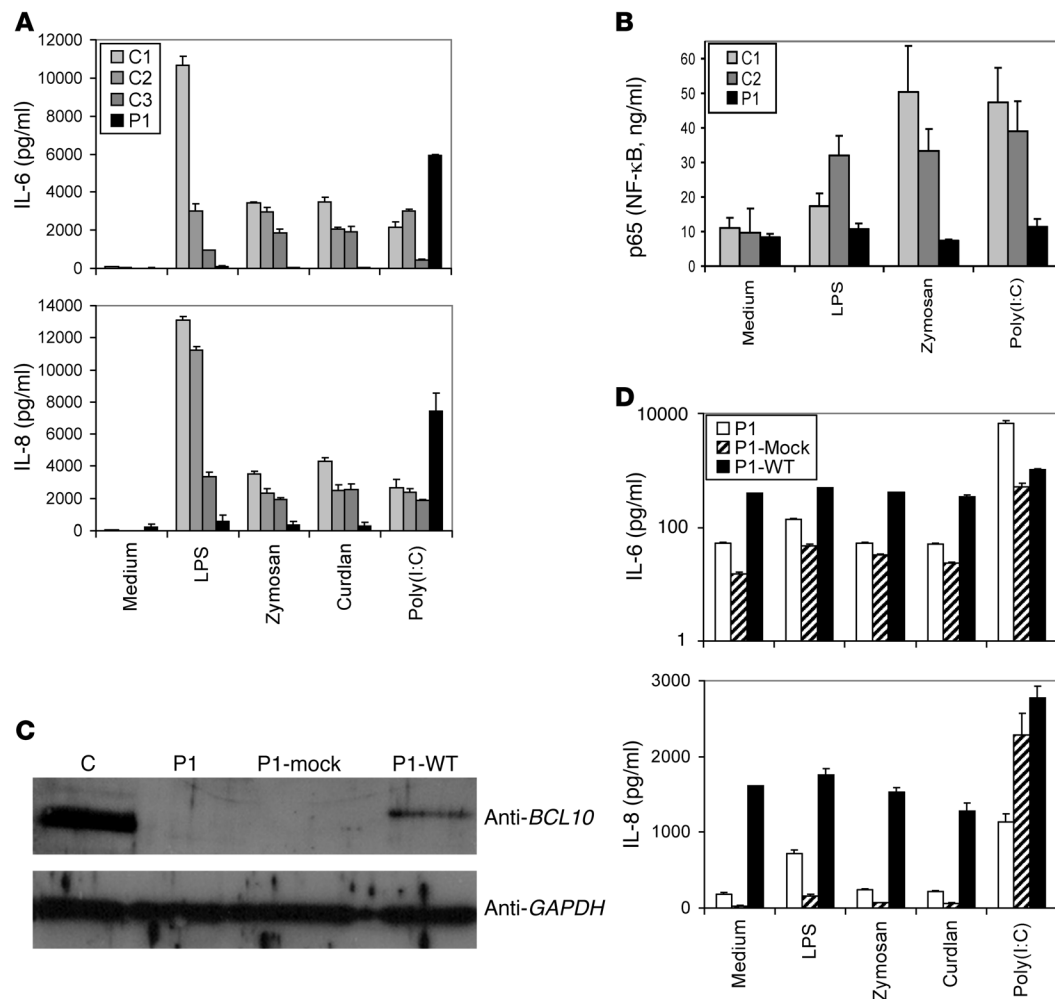 A
12000
10000
8000
6000
4000
2000
0
IL-6 (pg/ml)
C1
C2
C3
P1
14000
12000
10000
8000
6000
4000
2000
0
IL-8 (pg/ml)
Medium
LPS
Zymosan
Curdlan
Poly(I:C)
B
70
60
50
40
30
20
10
0
p65 (NF-κB, ng/ml)
C1
C2
P1
Medium
LPS
Zymosan
Poly(I:C)
C
C P1 P1-mock P1-WT
Anti-BCL10
Anti-GAPDH
D
10000
100
1
IL-6 (pg/ml)
P1
P1-Mock
P1-WT
3000
2000
1000
0
IL-8 (pg/ml)
Medium
LPS
Zymosan
Curdlan
Poly(I:C)